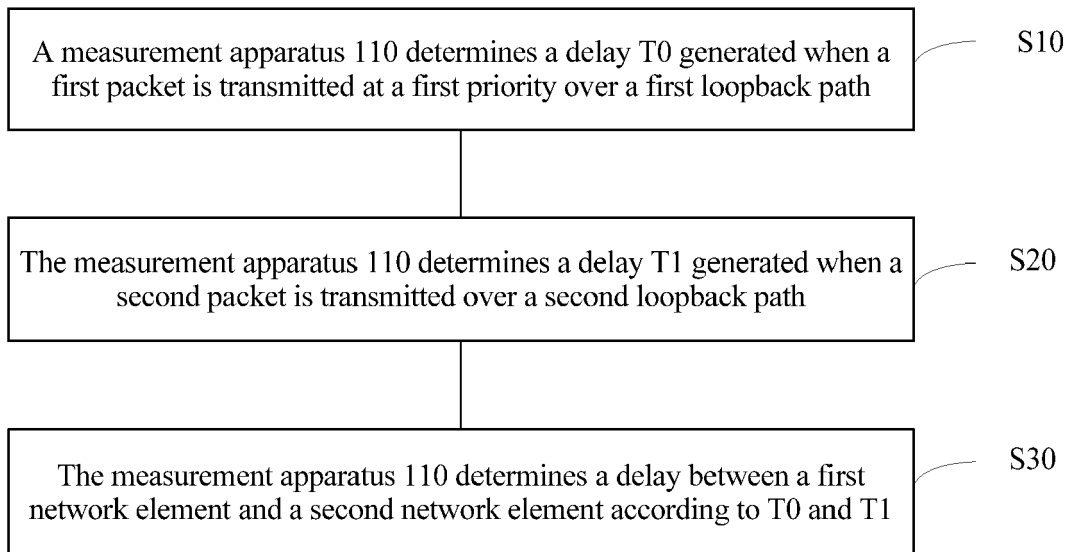 A measurement apparatus 110 determines a delay T0 generated when a
first packet is transmitted at a first priority over a first loopback path
S10
The measurement apparatus 110 determines a delay T1 generated when a
second packet is transmitted over a second loopback path
S20
The measurement apparatus 110 determines a delay between a first
network element and a second network element according to T0 and T1
S30